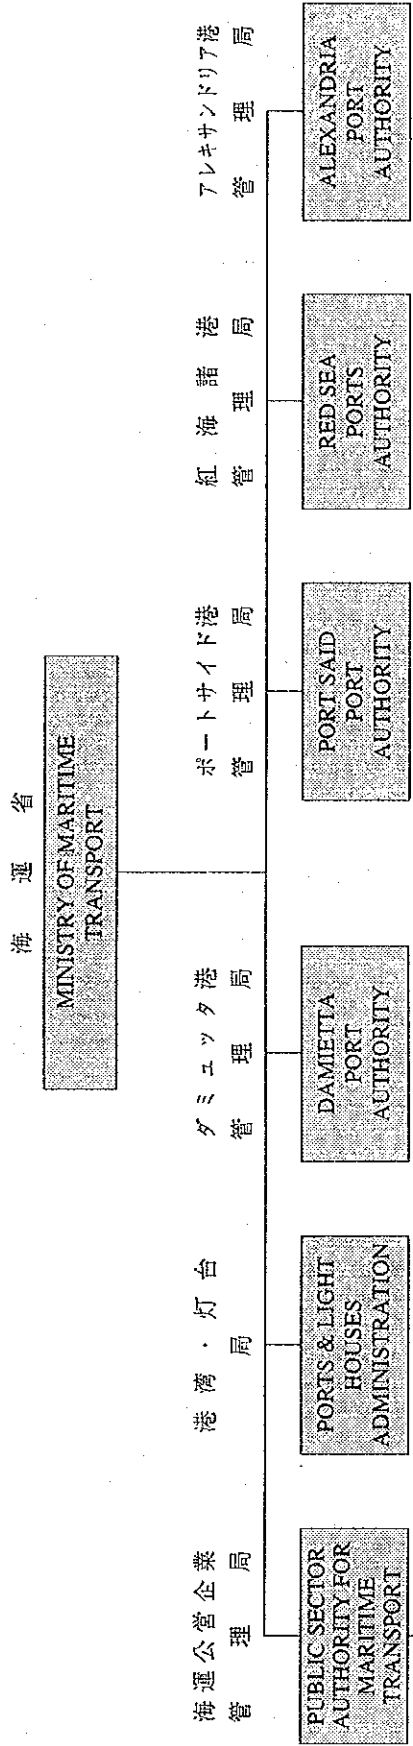 海運省
MINISTRY OF MARITIME
TRANSPORT
海運公営企業
管理局
PUBLIC SECTOR
AUTHORITY FOR
MARITIME
TRANSPORT
港湾・灯台
局
PORTS & LIGHT
HOUSES
ADMINISTRATION
ダミュッタ港
管理局
DAMIETTA
PORT
AUTHORITY
ポートサイド港
管理局
PORT SAID
PORT
AUTHORITY
紅海諸港
管理局
RED SEA
PORTS
AUTHORITY
アレキサンドリア港
管理局
ALEXANDRIA
PORT
AUTHORITY